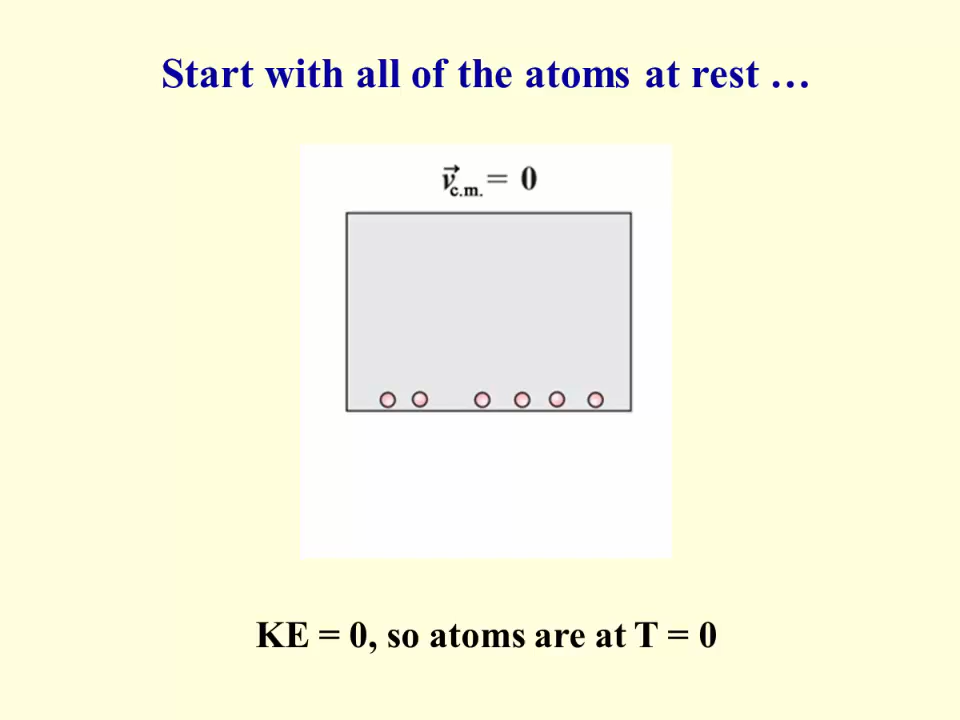 Start with all of the atoms at rest …
v⃗c.m. = 0
KE = 0, so atoms are at T = 0